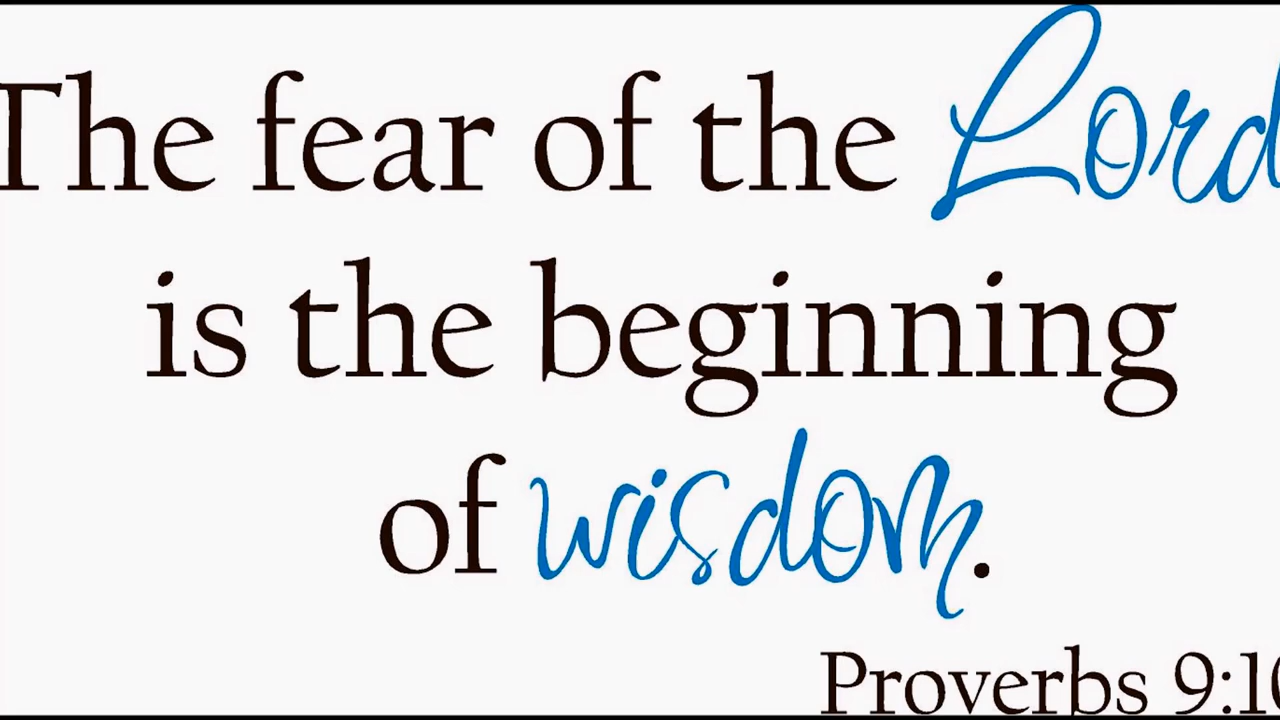 The fear of the Lord
is the beginning
of wisdom.
Proverbs 9:10